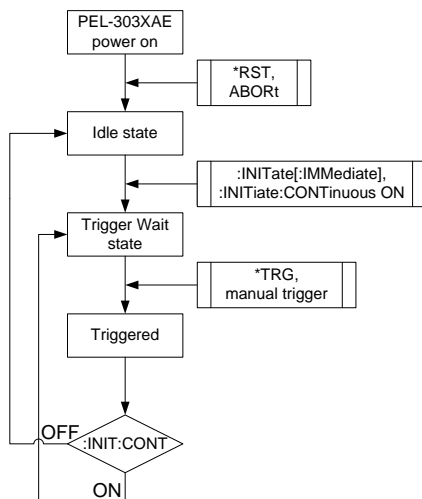 PEL-303XAE
power on
*RST,
ABORt
Idle state
:INITate[:IMMediate],
:INITiate:CONTinuous ON
Trigger Wait
state
*TRG,
manual trigger
Triggered
OFF
:INIT:CONT
ON